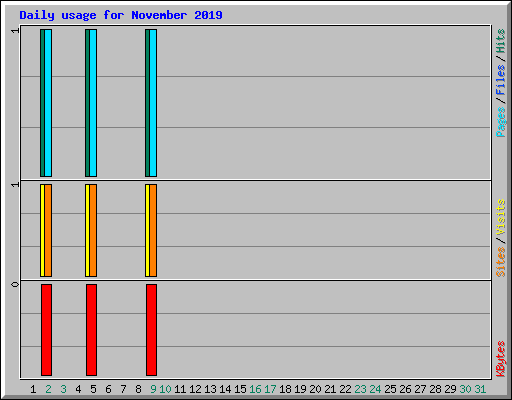 Daily usage for November 2019
1
Pages / Files / Hits
1
Sites / Visits
0
KBytes
1 2 3 4 5 6 7 8 9 10 11 12 13 14 15 16 17 18 19 20 21 22 23 24 25 26 27 28 29 30 31